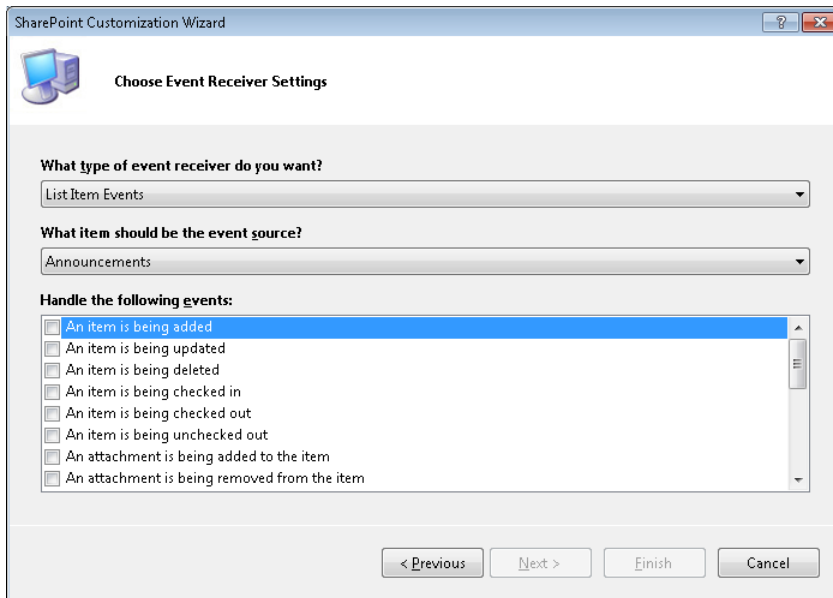 SharePoint Customization Wizard
Choose Event Receiver Settings
What type of event receiver do you want?
List Item Events
What item should be the event source?
Announcements
Handle the following events:
An item is being added
An item is being updated
An item is being deleted
An item is being checked in
An item is being checked out
An item is being unchecked out
An attachment is being added to the item
An attachment is being removed from the item
< Previous Next > Finish Cancel